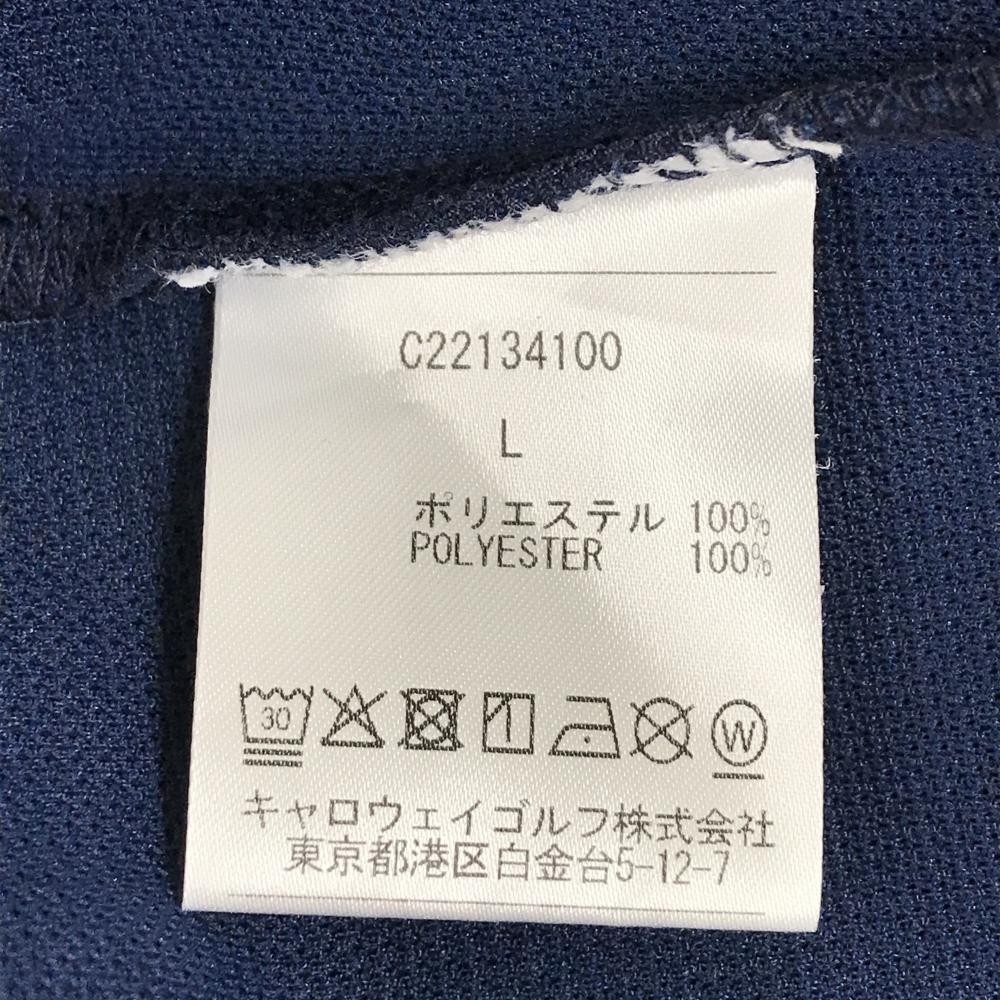 C22134100
L
ポリエステル 100%
POLYESTER 100%
30 W
キャロウェイゴルフ株式会社
東京都港区白金台5-12-7